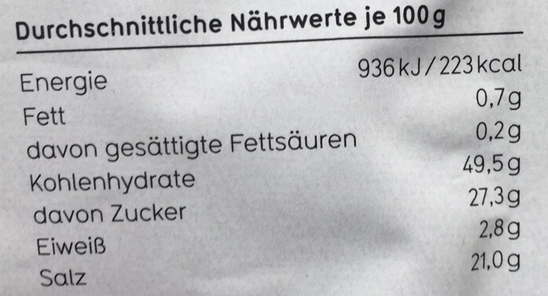 Durchschnittliche Nährwerte je 100 g
Energie 936 kJ / 223 kcal
Fett 0,7 g
davon gesättigte Fettsäuren 0,2 g
Kohlenhydrate 49,5 g
davon Zucker 27,3 g
Eiweiß 2,8 g
Salz 21,0 g